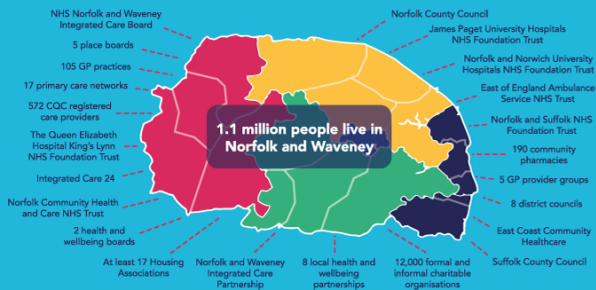 NHS Norfolk and Waveney
Integrated Care Board
5 place boards
105 GP practices
17 primary care networks
572 CQC registered
care providers
The Queen Elizabeth
Hospital King's Lynn
NHS Foundation Trust
Integrated Care 24
Norfolk Community Health
and Care NHS Trust
2 health and
wellbeing boards
At least 17 Housing
Associations
Norfolk and Waveney
Integrated Care
Partnership
8 local health and
wellbeing
partnerships
12,000 formal and
informal charitable
organisations
1.1 million people live in
Norfolk and Waveney
Norfolk County Council
James Paget University Hospitals
NHS Foundation Trust
Norfolk and Norwich University
Hospitals NHS Foundation Trust
East of England Ambulance
Service NHS Trust
Norfolk and Suffolk NHS
Foundation Trust
190 community
pharmacies
5 GP provider groups
8 district councils
East Coast Community
Healthcare
Suffolk County Council